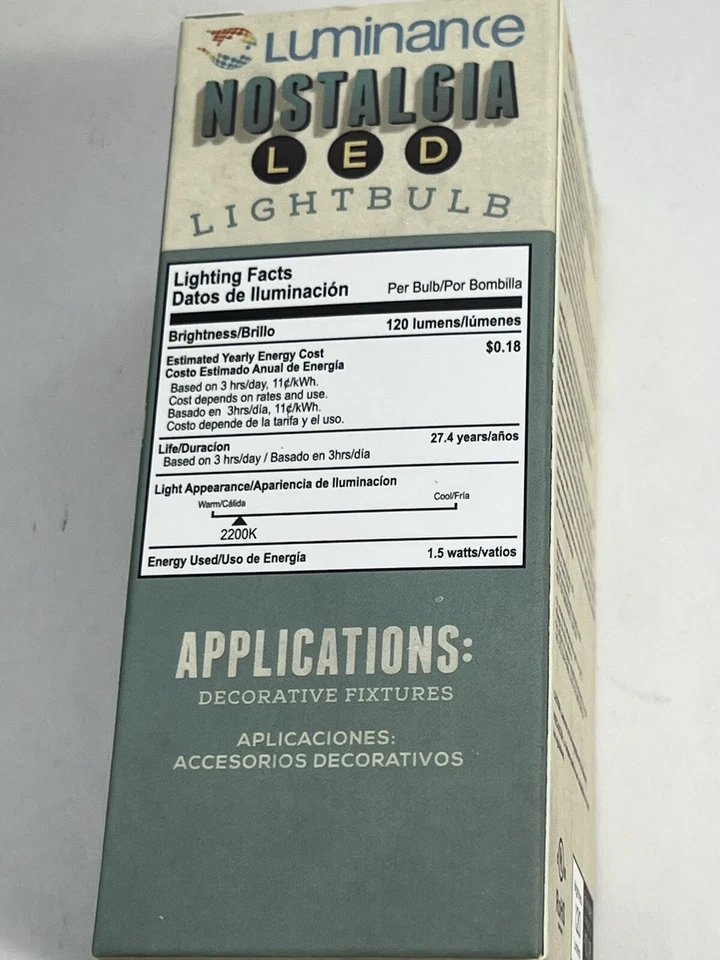 Luminance
NOSTALGIA
LED
LIGHTBULB
Lighting Facts
Datos de Iluminación
Per Bulb/Por Bombilla
Brightness/Brillo
120 lumens/lúmenes
Estimated Yearly Energy Cost
$0.18
Costo Estimado Anual de Energía
Based on 3 hrs/day, 11¢/kWh.
Cost depends on rates and use.
Basado en 3hrs/día, 11¢/kWh.
Costo depende de la tarifa y el uso.
Life/Duracíon
27.4 years/años
Based on 3 hrs/day / Basado en 3hrs/día
Light Appearance/Apariencia de Iluminacíon
Warm/Cálida
Cool/Fria
2200K
Energy Used/Uso de Energía
1.5 watts/vatios
APPLICATIONS:
DECORATIVE FIXTURES
APLICACIONES:
ACCESORIOS DECORATIVOS